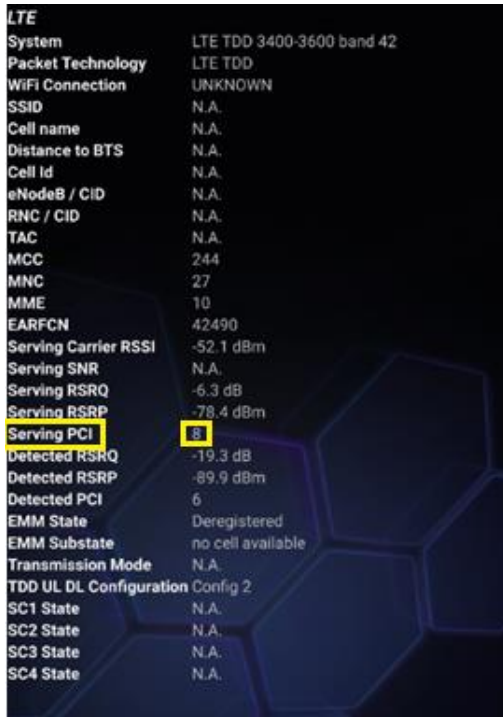 LTE
System LTE TDD 3400-3600 band 42
Packet Technology LTE TDD
WiFi Connection UNKNOWN
SSID N.A.
Cell name N.A.
Distance to BTS N.A.
Cell Id N.A.
eNodeB / CID N.A.
RNC / CID N.A.
TAC N.A.
MCC 244
MNC 27
MME 10
EARFCN 42490
Serving Carrier RSSI -52.1 dBm
Serving SNR N.A.
Serving RSRQ -6.3 dB
Serving RSRP -78.4 dBm
Serving PCI 8
Detected RSRQ -19.3 dB
Detected RSRP -89.9 dBm
Detected PCI 6
EMM State Deregistered
EMM Substate no cell available
Transmission Mode N.A.
TDD UL DL Configuration Config 2
SC1 State N.A.
SC2 State N.A.
SC3 State N.A.
SC4 State N.A.